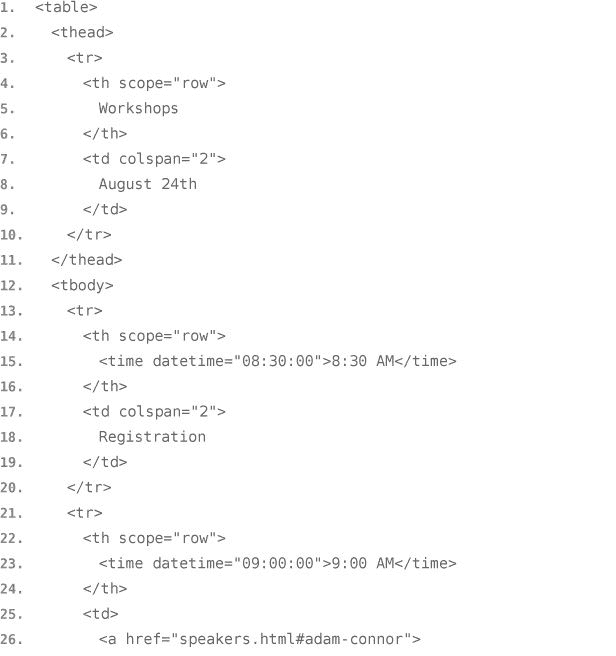 1. <table>
2.   <thead>
3.     <tr>
4.       <th scope="row">
5.         Workshops
6.       </th>
7.       <td colspan="2">
8.         August 24th
9.       </td>
10.     </tr>
11.   </thead>
12.   <tbody>
13.     <tr>
14.       <th scope="row">
15.         <time datetime="08:30:00">8:30 AM</time>
16.       </th>
17.       <td colspan="2">
18.         Registration
19.       </td>
20.     </tr>
21.     <tr>
22.       <th scope="row">
23.         <time datetime="09:00:00">9:00 AM</time>
24.       </th>
25.       <td>
26.         <a href="speakers.html#adam-connor">